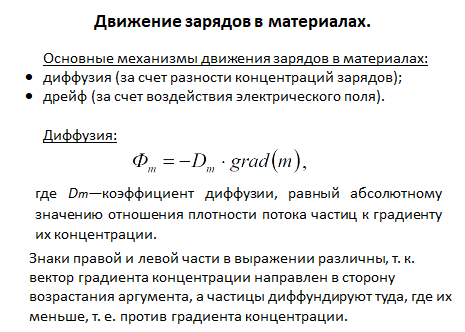 Движение зарядов в материалах.
Основные механизмы движения зарядов в материалах:
• диффузия (за счет разности концентраций зарядов);
• дрейф (за счет воздействия электрического поля).
Диффузия:
Φₘ = −Dₘ · grad(m),
где Dm—коэффициент диффузии, равный абсолютному
значению отношения плотности потока частиц к градиенту
их концентрации.
Знаки правой и левой части в выражении различны, т. к.
вектор градиента концентрации направлен в сторону
возрастания аргумента, а частицы диффундируют туда, где их
меньше, т. е. против градиента концентрации.